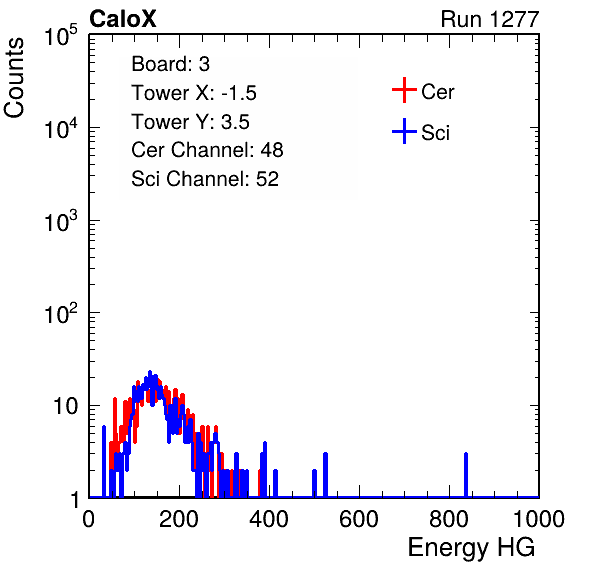 CaloX Run 1277
Counts
Board: 3
Tower X: -1.5
Tower Y: 3.5
Cer Channel: 48
Sci Channel: 52
Cer
Sci
10^5
10^4
10^3
10^2
10
1
0 200 400 600 800 1000
Energy HG